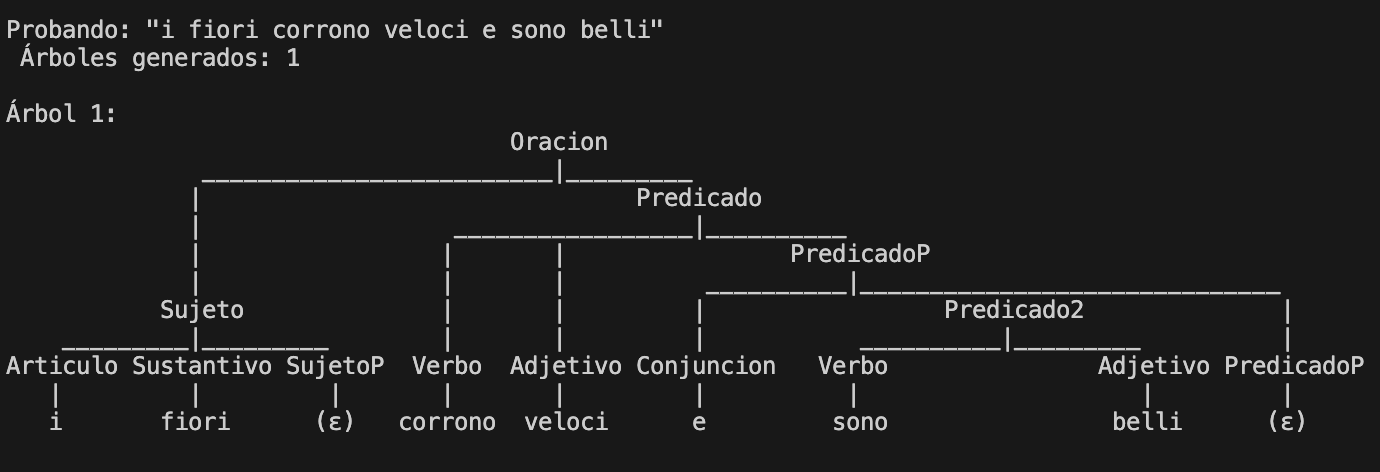 Probando: "i fiori corrono veloci e sono belli"
Árboles generados: 1
Árbol 1:
Oracion
Predicado
PredicadoP
Sujeto Predicado2
Articulo Sustantivo SujetoP Verbo Adjetivo Conjuncion Verbo Adjetivo PredicadoP
i fiori (ε) corrono veloci e sono belli (ε)